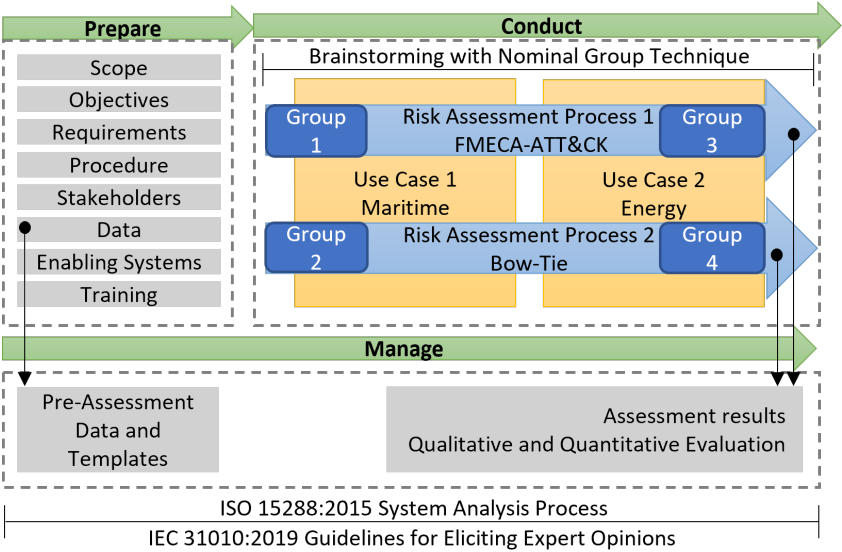 Prepare
Conduct
Scope
Objectives
Requirements
Procedure
Stakeholders
Data
Enabling Systems
Training
Brainstorming with Nominal Group Technique
Group
1
Risk Assessment Process 1
FMECA-ATT&CK
Group
3
Use Case 1
Maritime
Use Case 2
Energy
Group
2
Risk Assessment Process 2
Bow-Tie
Group
4
Manage
Pre-Assessment
Data and
Templates
Assessment results
Qualitative and Quantitative Evaluation
ISO 15288:2015 System Analysis Process
IEC 31010:2019 Guidelines for Eliciting Expert Opinions